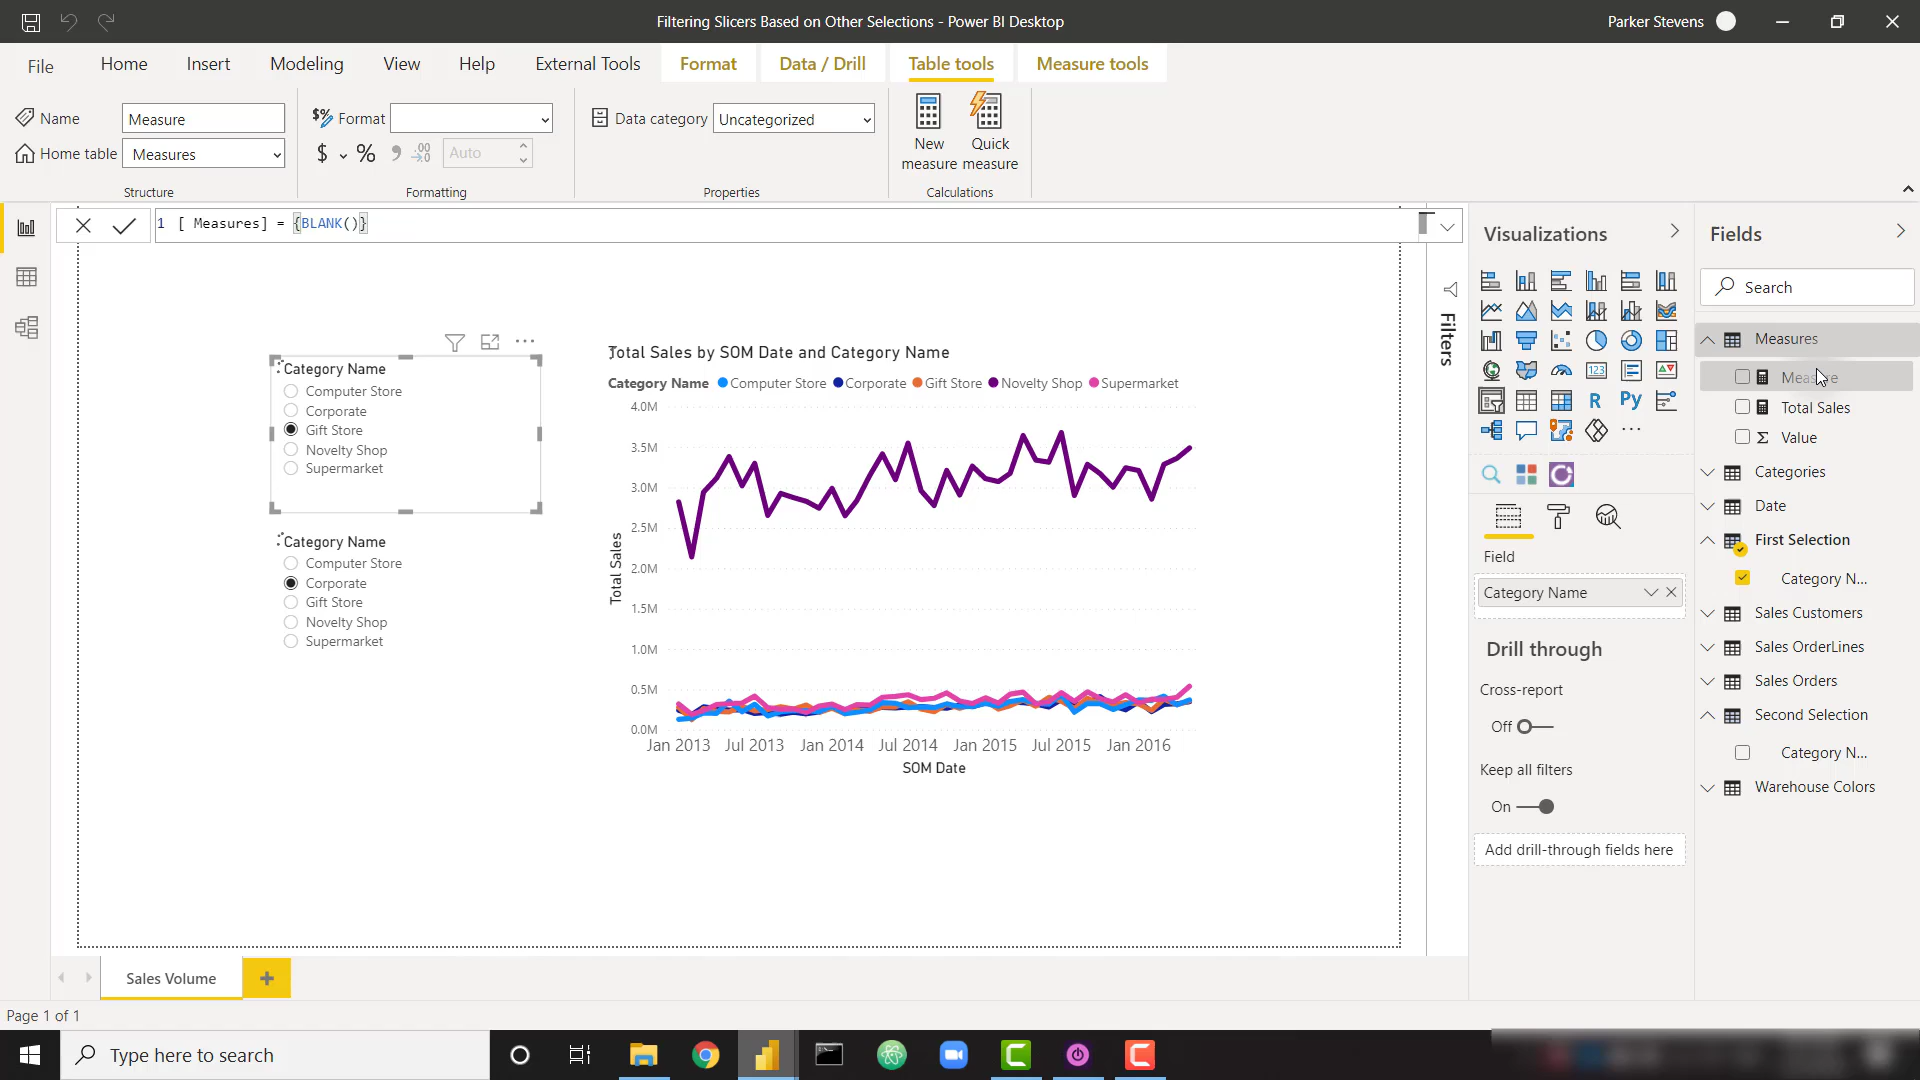 Filtering Slicers Based on Other Selections - Power BI Desktop
Parker Stevens
File
Home
Insert
Modeling
View
Help
External Tools
Format
Data / Drill
Table tools
Measure tools
Name
Measure
Home table
Measures
Structure
$% Format
$ % 9 .00
Auto
Formatting
Data category
Uncategorized
Properties
New measure
Quick measure
Calculations
1 [ Measures] = {BLANK()}
Category Name
Computer Store
Corporate
Gift Store
Novelty Shop
Supermarket
Category Name
Computer Store
Corporate
Gift Store
Novelty Shop
Supermarket
Total Sales by SOM Date and Category Name
Category Name Computer Store Corporate Gift Store Novelty Shop Supermarket
4.0M
3.5M
3.0M
2.5M
2.0M
1.5M
1.0M
0.5M
0.0M
Total Sales
Jan 2013 Jul 2013 Jan 2014 Jul 2014 Jan 2015 Jul 2015 Jan 2016
SOM Date
Filters
Visualizations
123
R
Py
Field
Category Name
Drill through
Cross-report
Off
Keep all filters
On
Add drill-through fields here
Fields
Search
Measures
Measure
Total Sales
Σ Value
Categories
Date
First Selection
Category N...
Sales Customers
Sales OrderLines
Sales Orders
Second Selection
Category N...
Warehouse Colors
Sales Volume
Page 1 of 1
Type here to search